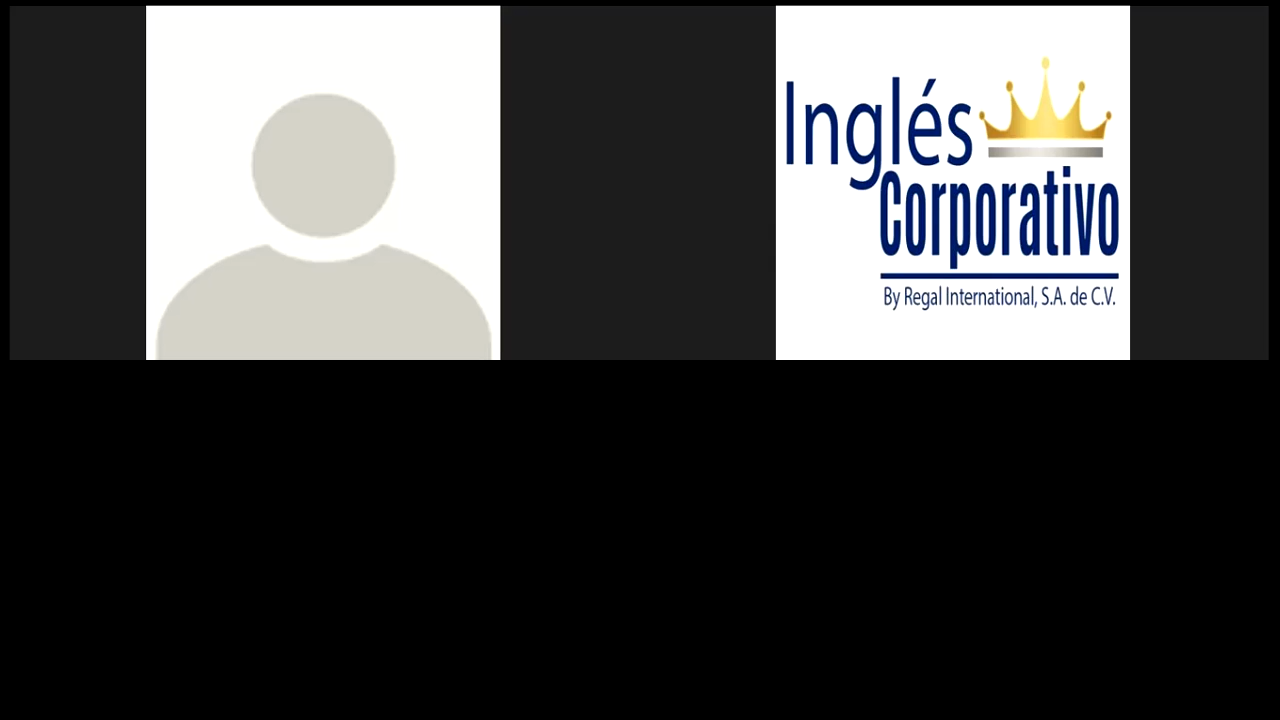 Inglés
Corporativo
By Regal International, S.A. de C.V.